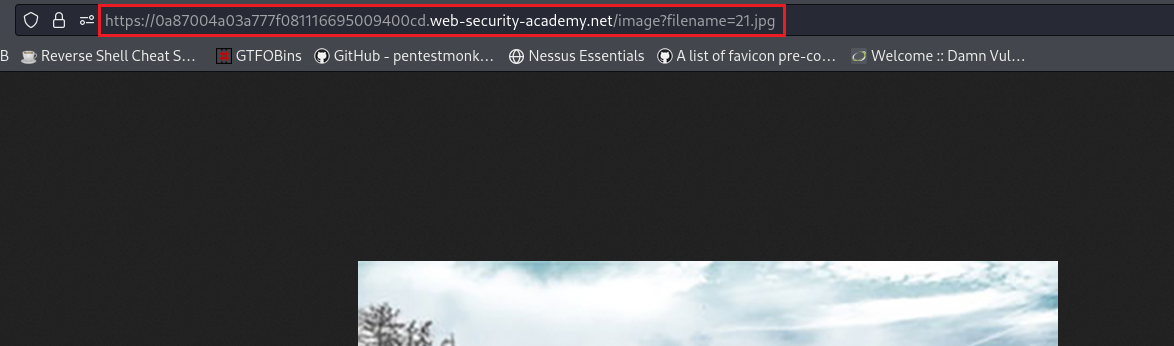 https://0a87004a03a777f081116695009400cd.web-security-academy.net/image?filename=21.jpg
B Reverse Shell Cheat S… GTFOBins GitHub - pentestmonk… Nessus Essentials A list of favicon pre-co… Welcome :: Damn Vul…